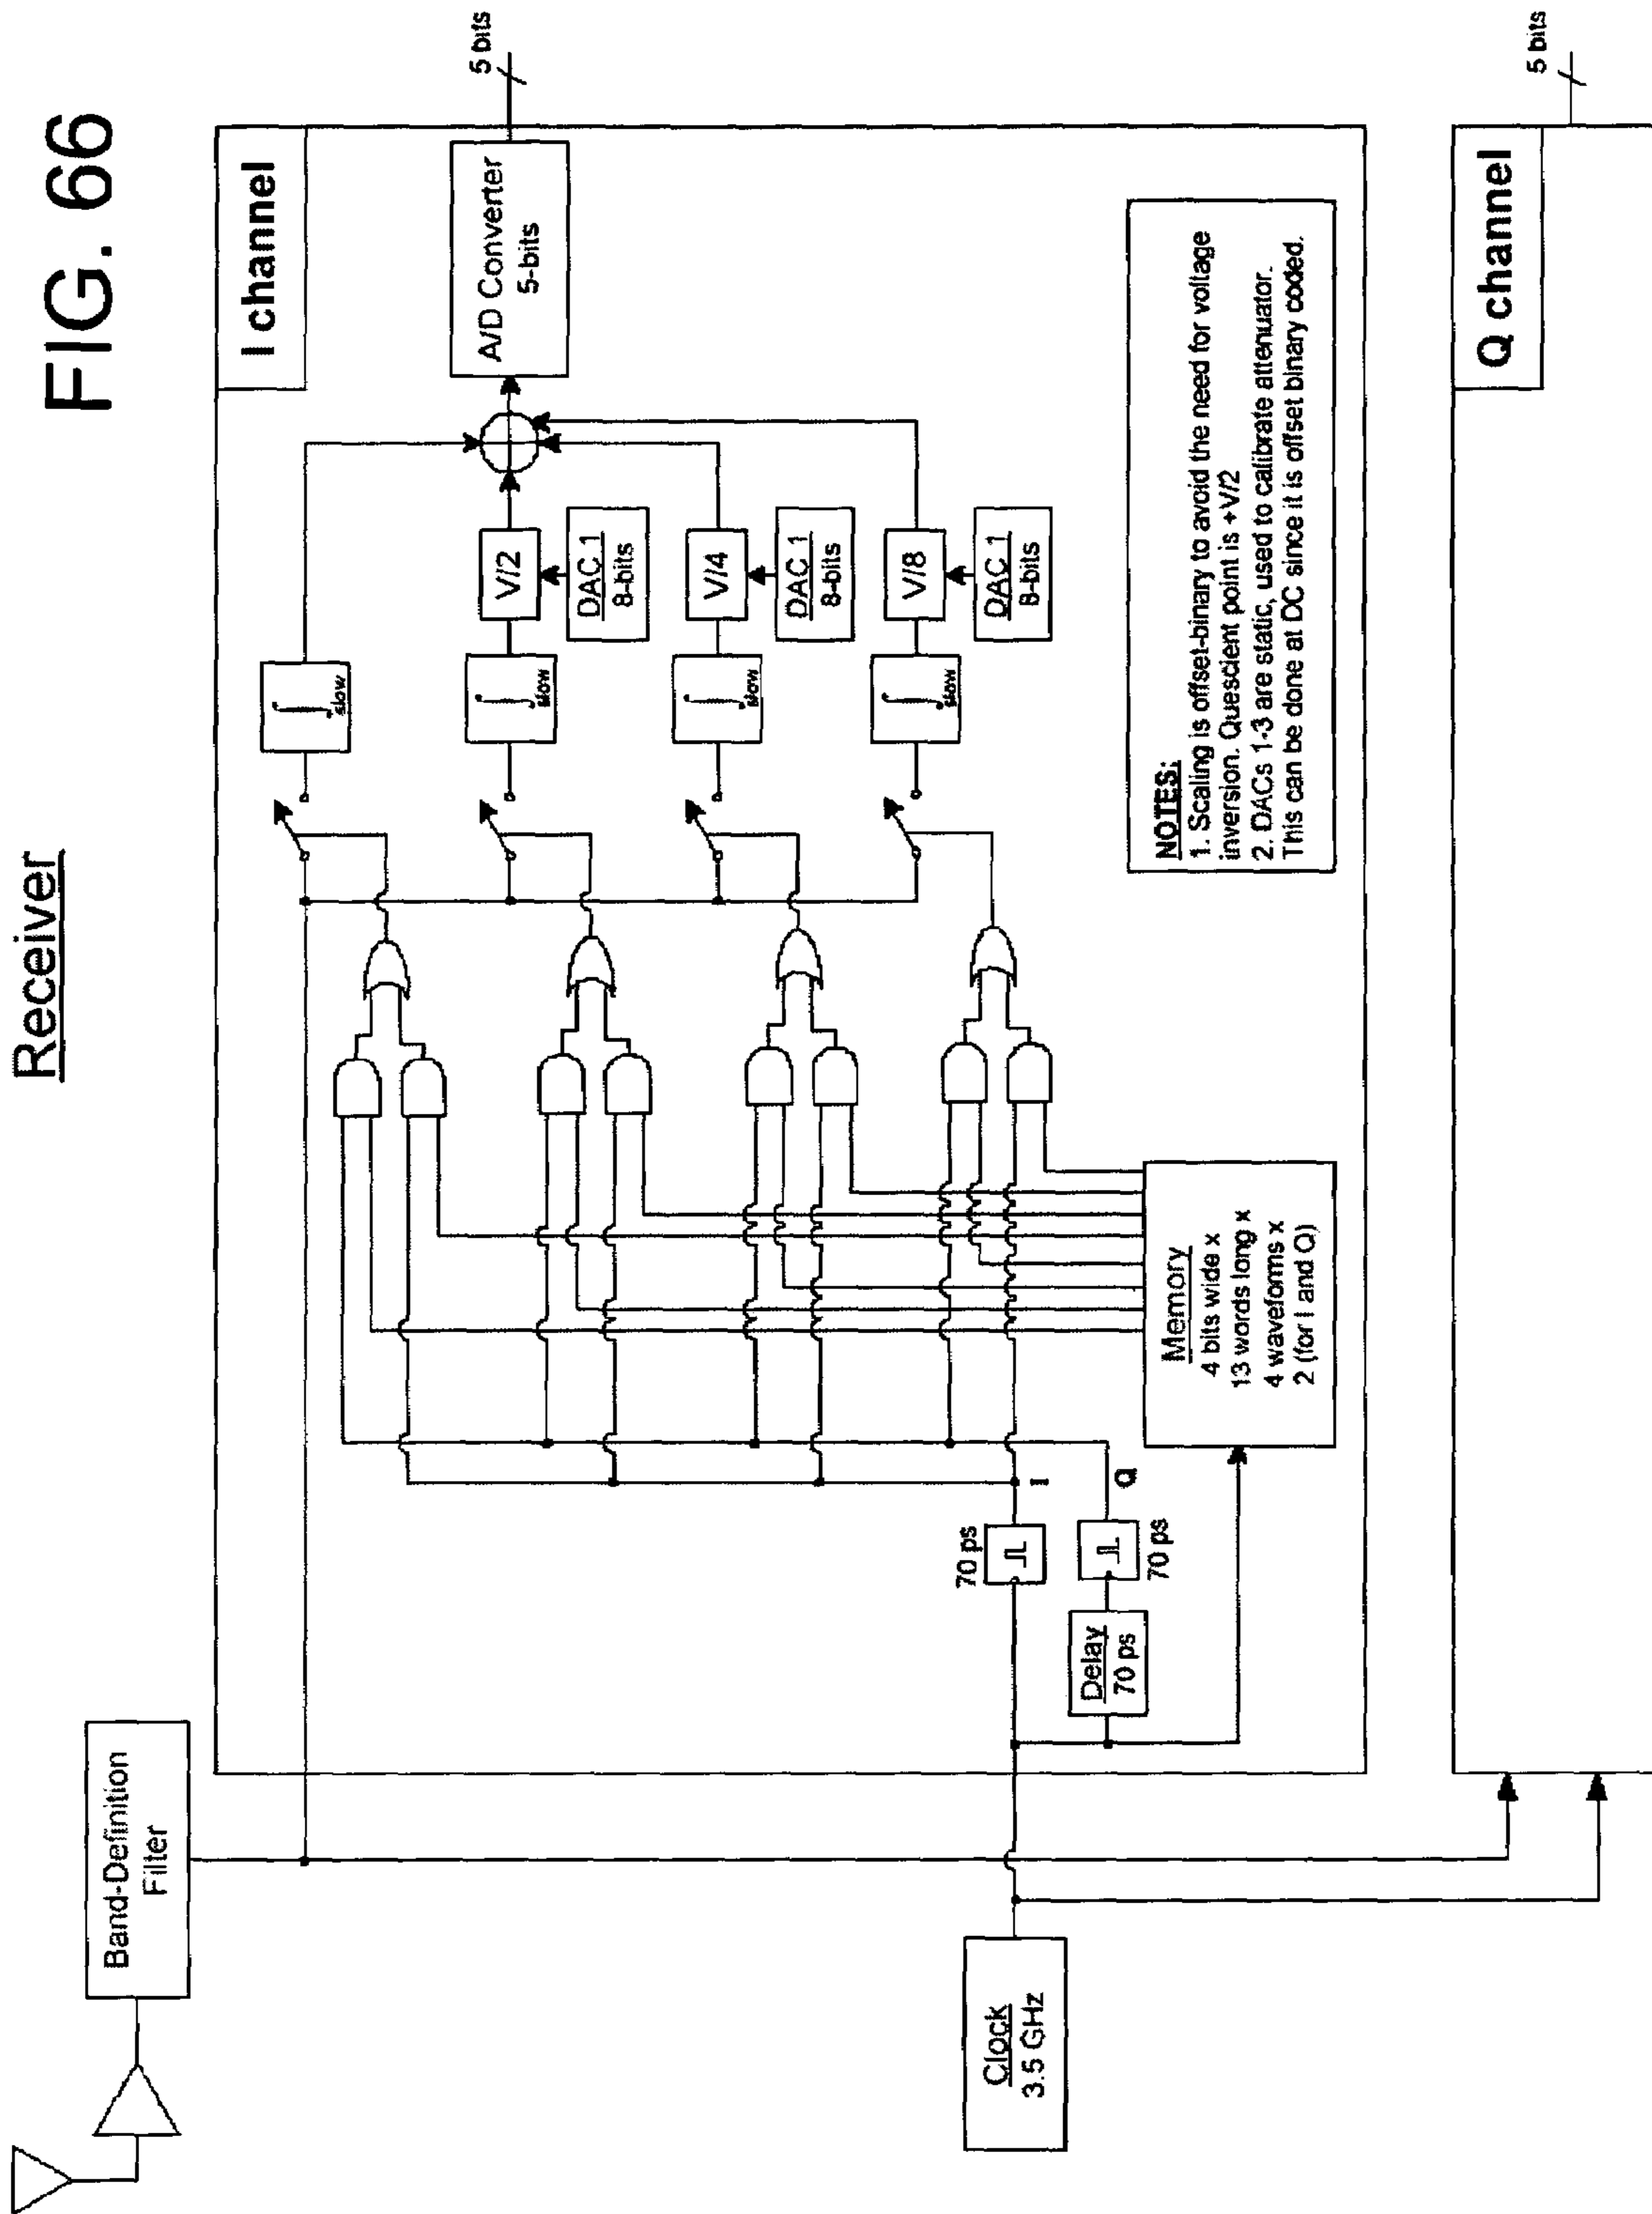 FIG. 66
Receiver
Band-Definition
Filter
I channel
slow
A/D Converter
5-bits
5 bits
slow
V/2
DAC 1
8-bits
slow
V/4
DAC 1
8-bits
slow
V/8
DAC 1
8-bits
Clock
3.5 GHz
70 ps
I
Delay
70 ps
70 ps
Q
Memory
4 bits wide x
13 words long x
4 waveforms x
2 (for I and Q)
NOTES:
1. Scaling is offset-binary to avoid the need for voltage
inversion. Quescient point is +V/2
2. DACs 1-3 are static, used to calibrate attenuator.
This can be done at DC since it is offset binary coded.
Q channel
5 bits